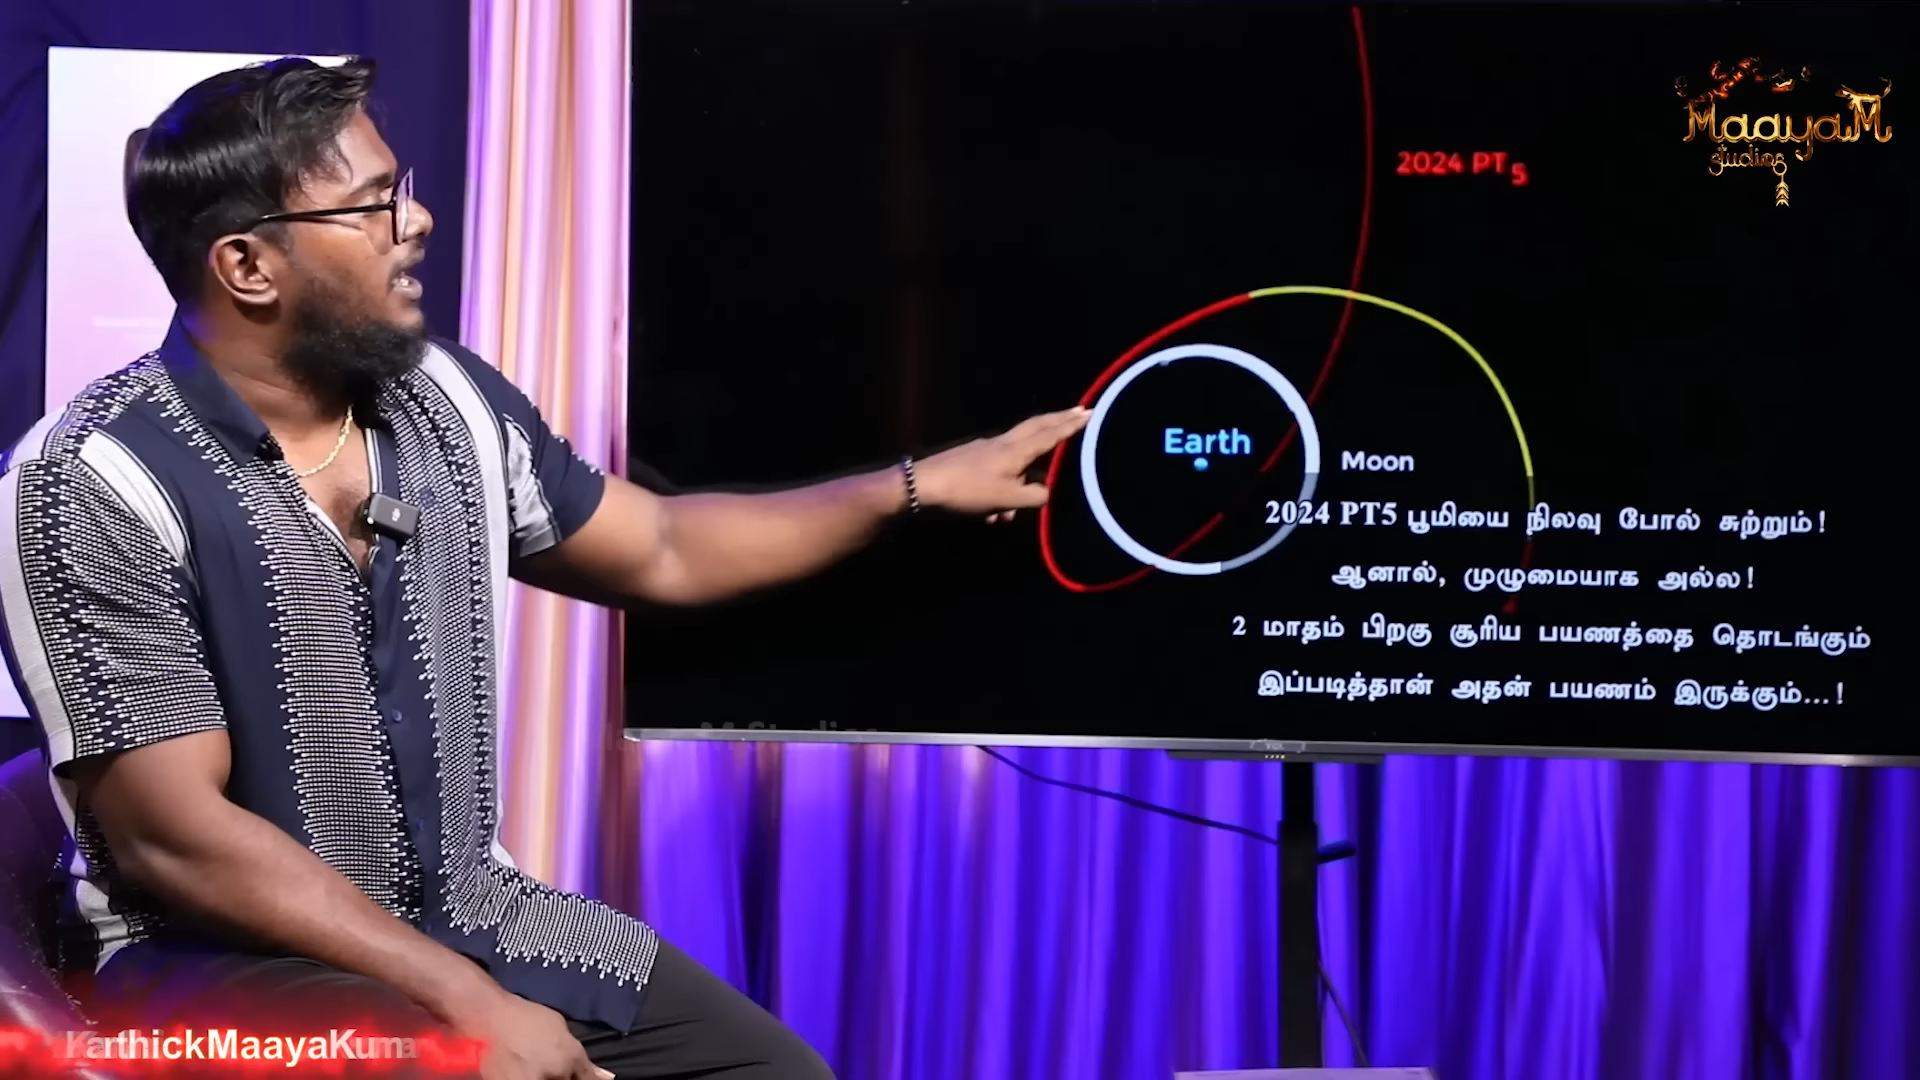 MaayaM
studios
2024 PT5
Earth
Moon
2024 PT5 பூமியை நிலவு போல் சுற்றும்!
ஆனால், முழுமையாக அல்ல!
2 மாதம் பிறகு சூரிய பயணத்தை தொடங்கும்
இப்படித்தான் அதன் பயணம் இருக்கும்...!
TCL
KarthickMaayaKuma